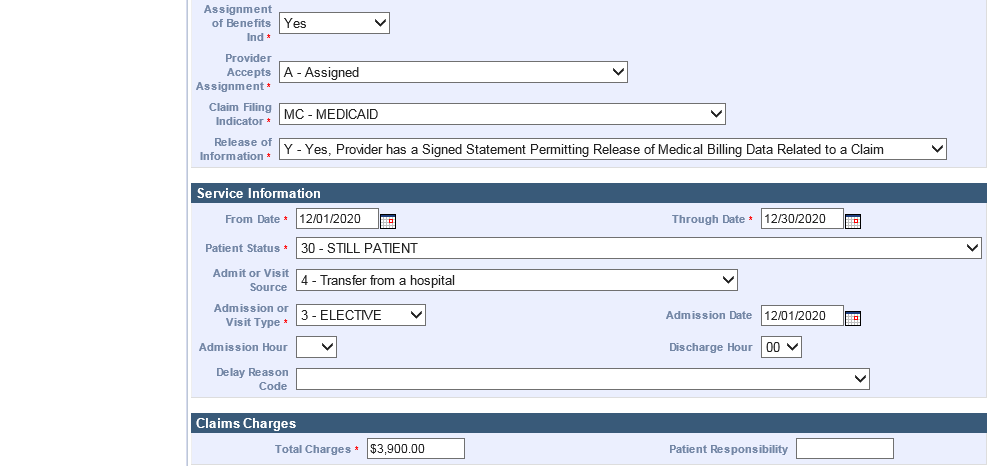 Assignment
of Benefits
Ind *
Yes
Provider
Accepts
Assignment *
A - Assigned
Claim Filing
Indicator *
MC - MEDICAID
Release of
Information *
Y - Yes, Provider has a Signed Statement Permitting Release of Medical Billing Data Related to a Claim
Service Information
From Date * 12/01/2020
Through Date * 12/30/2020
Patient Status * 30 - STILL PATIENT
Admit or Visit
Source
4 - Transfer from a hospital
Admission or
Visit Type *
3 - ELECTIVE
Admission Date 12/01/2020
Admission Hour
Discharge Hour 00
Delay Reason
Code
Claims Charges
Total Charges * $3,900.00
Patient Responsibility